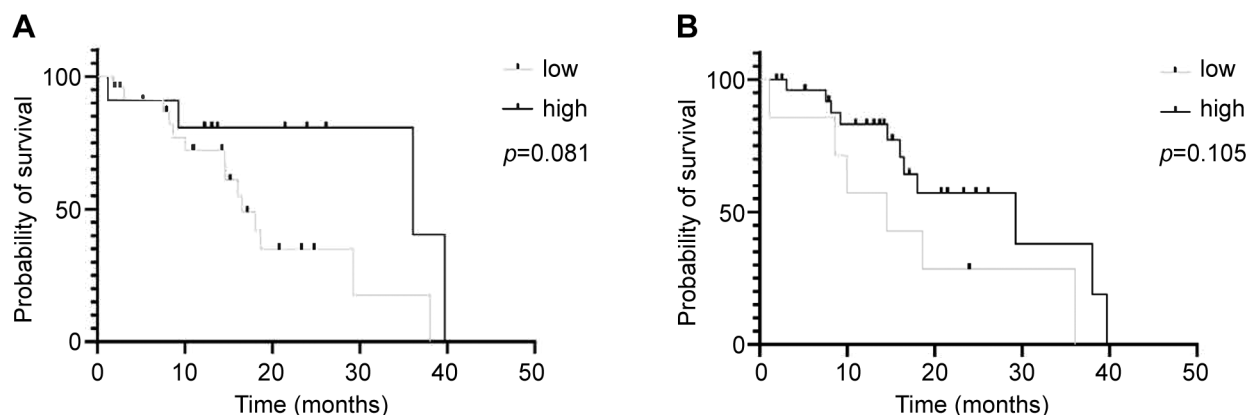 A
Probability of survival
100
50
0
0 10 20 30 40 50
Time (months)
low
high
p=0.081
B
Probability of survival
100
50
0
0 10 20 30 40 50
Time (months)
low
high
p=0.105